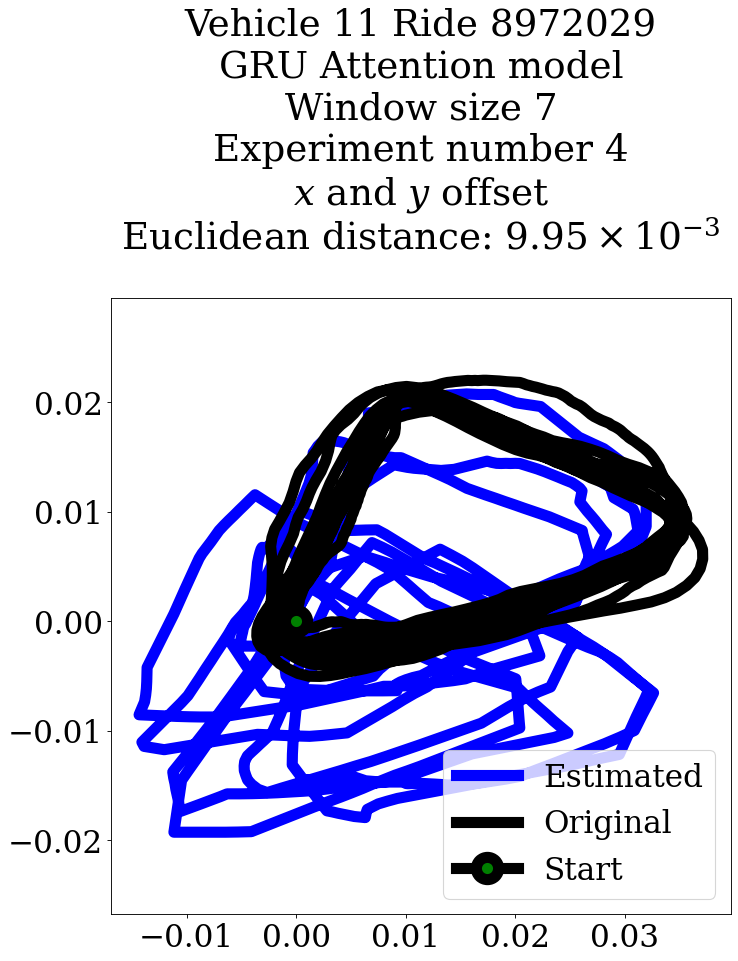 Vehicle 11 Ride 8972029
GRU Attention model
Window size 7
Experiment number 4
x and y offset
Euclidean distance: 9.95 × 10⁻³
0.02
0.01
0.00
−0.01
−0.02
Estimated
Original
Start
−0.01 0.00 0.01 0.02 0.03